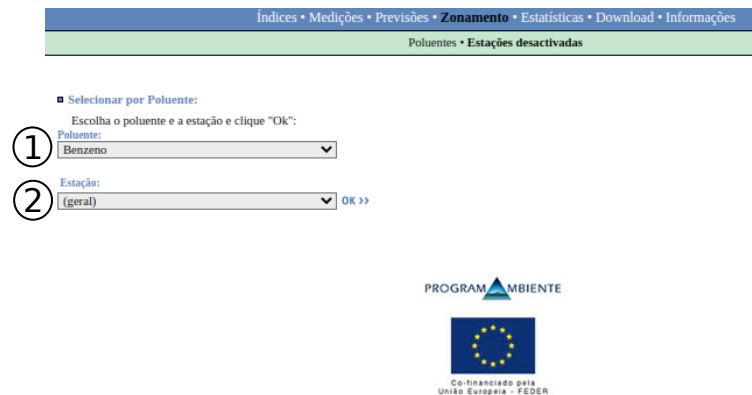 Índices • Medições • Previsões • Zonamento • Estatísticas • Download • Informações
Poluentes • Estações desactivadas
Selecionar por Poluente:
Escolha o poluente e a estação e clique "Ok":
Poluente:
1 Benzeno
Estação:
2 (geral) OK >>
PROGRAMAMBIENTE
Co-financiado pela
União Europeia - FEDER